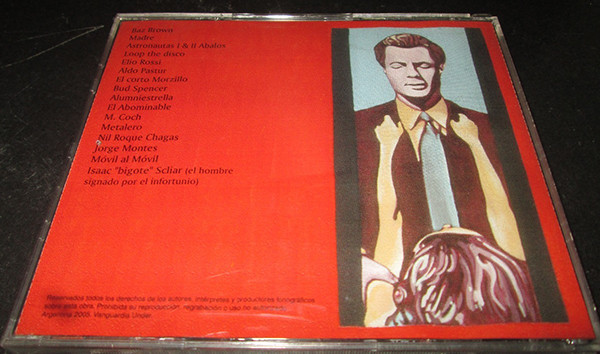 Baz Brown
Madre
Astronautas I & II Abalos
Loop the disco
Elio Rossi
Aldo Pastur
El corto Morzillo
Bud Spencer
Alumniestrella
El Abominable
M. Goch
Metalero
Nil Roque Chagas
Jorge Montes
Móvil al Móvil
Isaac "bigote" Scliar (el hombre
signado por el infortunio)
Reservados todos los derechos de los autores, intérpretes y productores fonográficos
sobre esta obra. Prohibida su reproducción, regrabación y uso no autorizado.
Argentina 2005. Vanguardia Under.